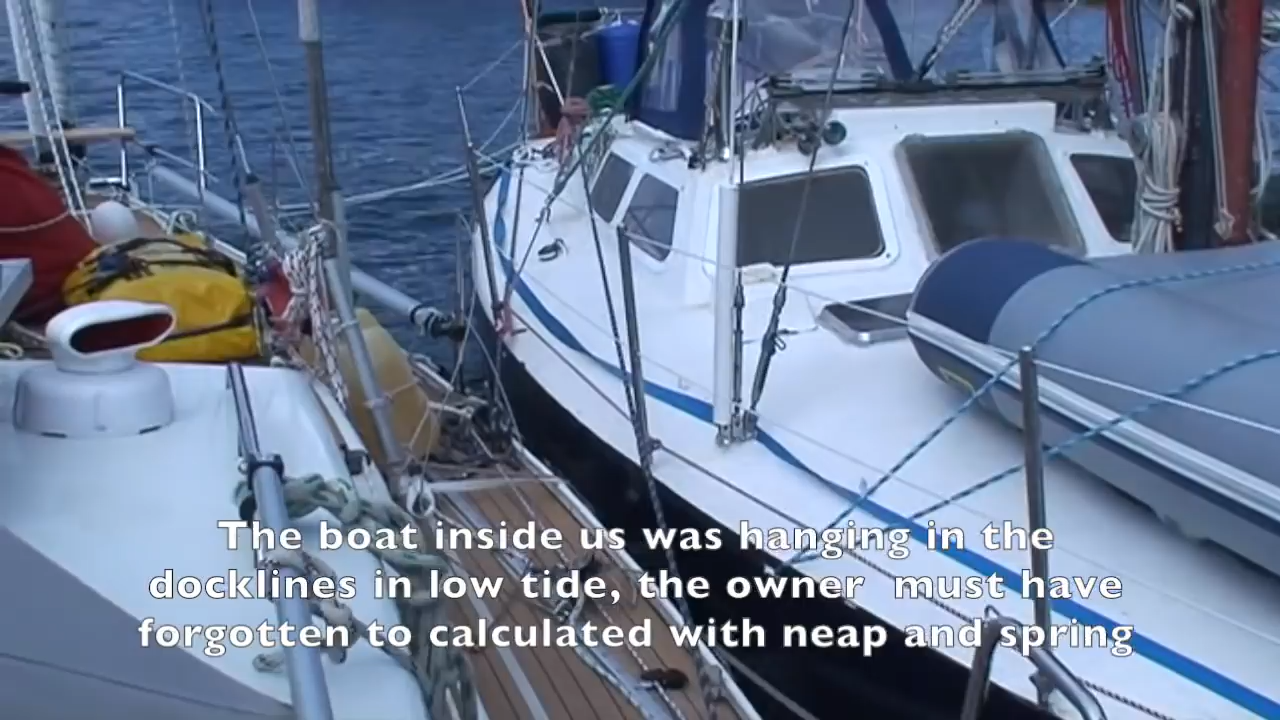 The boat inside us was hanging in the
docklines in low tide, the owner must have
forgotten to calculated with neap and spring